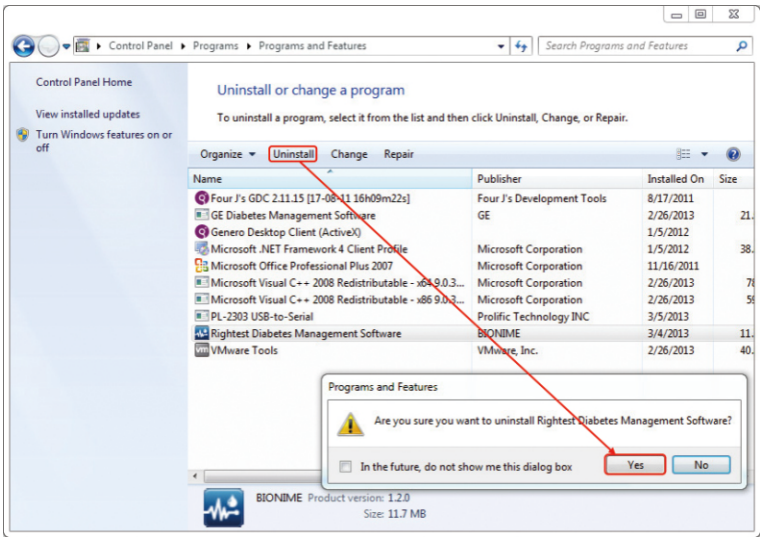 Control Panel ▸ Programs ▸ Programs and Features
Search Programs and Features
Control Panel Home
View installed updates
Turn Windows features on or
off
Uninstall or change a program
To uninstall a program, select it from the list and then click Uninstall, Change, or Repair.
Organize Uninstall Change Repair
Name Publisher Installed On Size
Four J's GDC 2.11.15 [17-08-11 16h09m22s] Four J's Development Tools 8/17/2011
GE Diabetes Management Software GE 2/26/2013 21.
Genero Desktop Client (ActiveX) 1/5/2012
Microsoft .NET Framework 4 Client Profile Microsoft Corporation 1/5/2012 38.
Microsoft Office Professional Plus 2007 Microsoft Corporation 11/16/2011
Microsoft Visual C++ 2008 Redistributable - x64 9.0.3... Microsoft Corporation 2/26/2013 78
Microsoft Visual C++ 2008 Redistributable - x86 9.0.3... Microsoft Corporation 2/26/2013 59
PL-2303 USB-to-Serial Prolific Technology INC 3/5/2013
Rightest Diabetes Management Software BIONIME 3/4/2013 11.
VMware Tools VMware, Inc. 2/26/2013 40.
Programs and Features
Are you sure you want to uninstall Rightest Diabetes Management Software?
In the future, do not show me this dialog box Yes No
BIONIME Product version: 1.2.0
Size: 11.7 MB